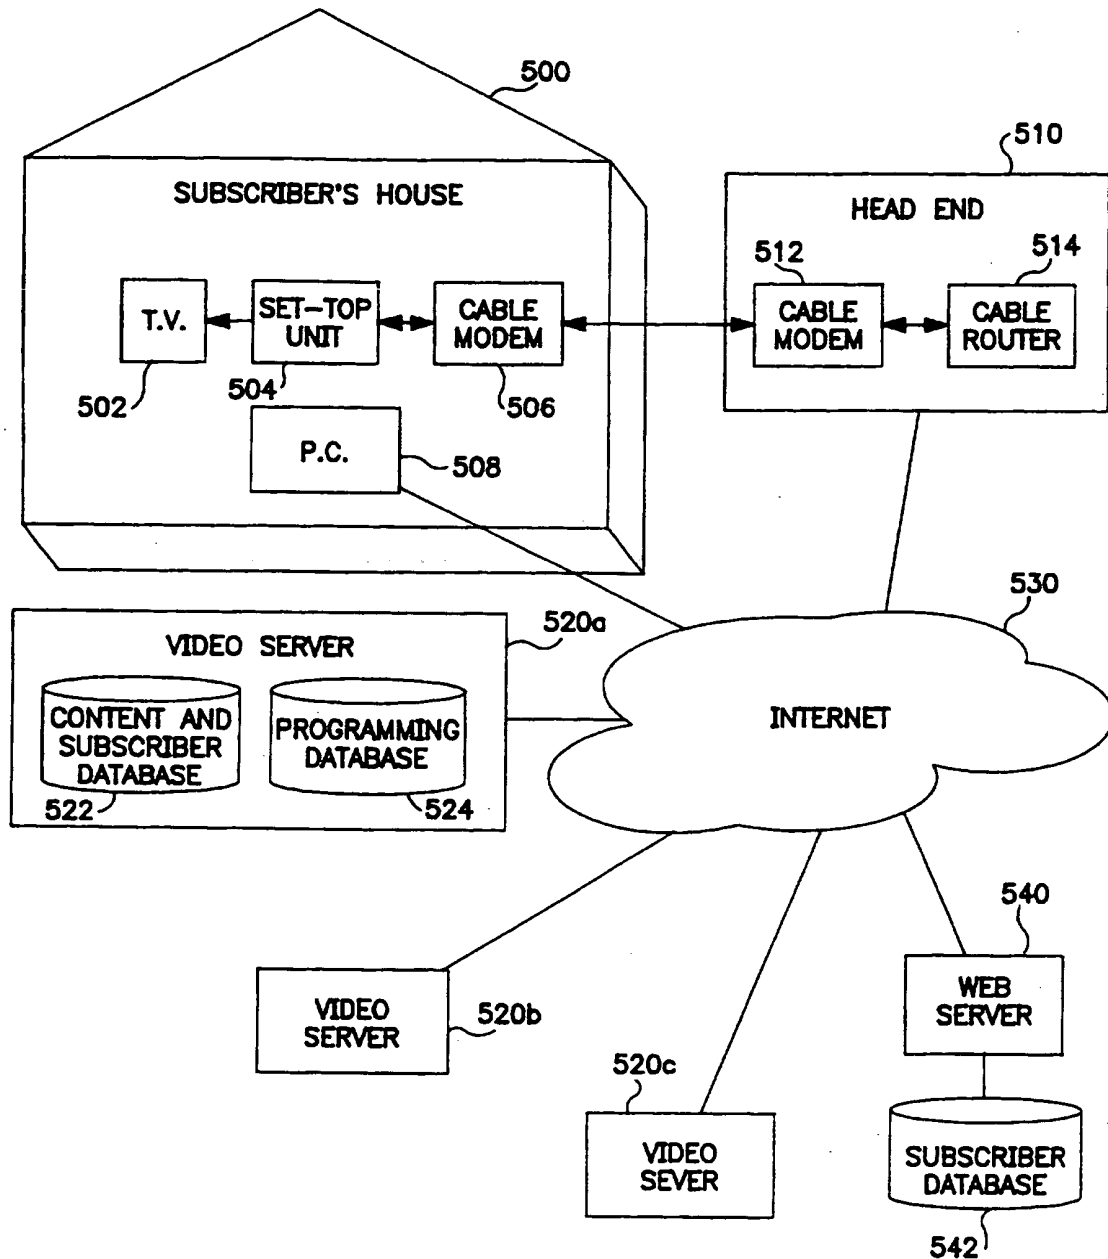 500
SUBSCRIBER'S HOUSE
T.V.
502
SET-TOP
UNIT
504
CABLE
MODEM
506
P.C.
508
510
HEAD END
512
CABLE
MODEM
514
CABLE
ROUTER
520a
VIDEO SERVER
CONTENT AND
SUBSCRIBER
DATABASE
522
PROGRAMMING
DATABASE
524
530
INTERNET
VIDEO
SERVER
520b
520c
VIDEO
SEVER
540
WEB
SERVER
SUBSCRIBER
DATABASE
542